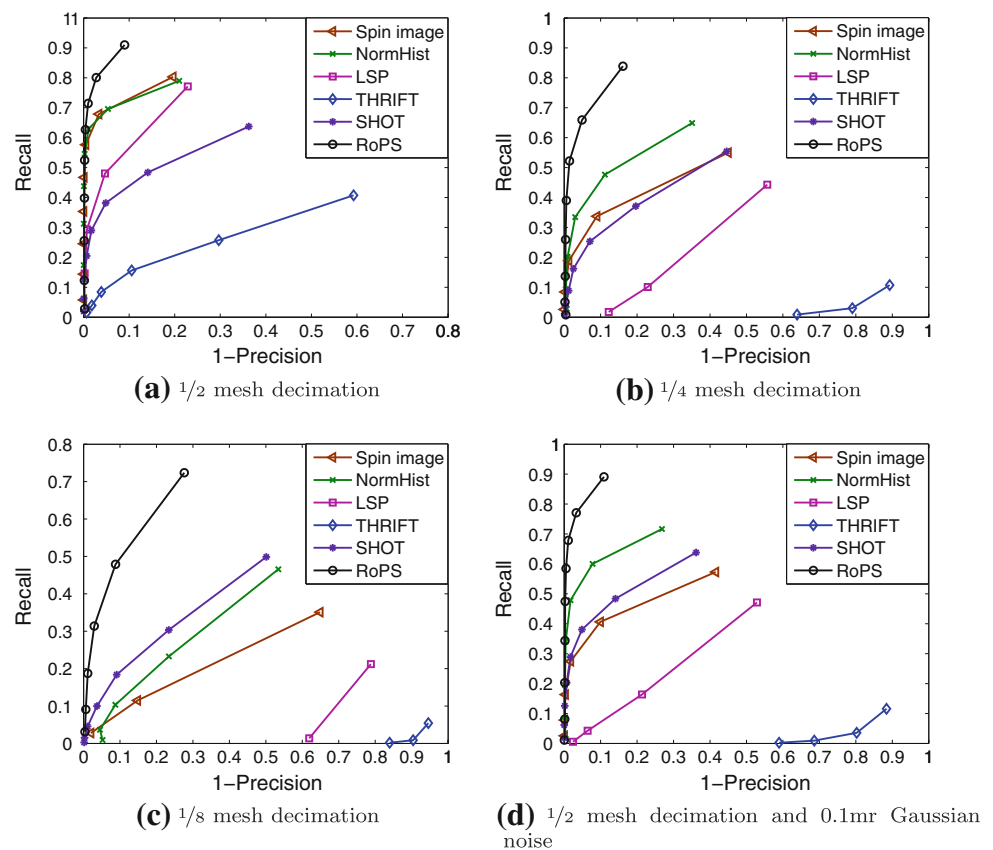 11
0.9
0.8
0.7
0.6
0.5
0.4
0.3
0.2
0.1
0
Recall
0 0.1 0.2 0.3 0.4 0.5 0.6 0.7 0.8
1−Precision
Spin image
NormHist
LSP
THRIFT
SHOT
RoPS
(a) 1/2 mesh decimation
1
0.9
0.8
0.7
0.6
0.5
0.4
0.3
0.2
0.1
0
Recall
0 0.1 0.2 0.3 0.4 0.5 0.6 0.7 0.8 0.9 1
1−Precision
Spin image
NormHist
LSP
THRIFT
SHOT
RoPS
(b) 1/4 mesh decimation
0.8
0.7
0.6
0.5
0.4
0.3
0.2
0.1
0
Recall
0 0.1 0.2 0.3 0.4 0.5 0.6 0.7 0.8 0.9 1
1−Precision
Spin image
NormHist
LSP
THRIFT
SHOT
RoPS
(c) 1/8 mesh decimation
1
0.9
0.8
0.7
0.6
0.5
0.4
0.3
0.2
0.1
0
Recall
0 0.1 0.2 0.3 0.4 0.5 0.6 0.7 0.8 0.9 1
1−Precision
Spin image
NormHist
LSP
THRIFT
SHOT
RoPS
(d) 1/2 mesh decimation and 0.1mr Gaussian
noise